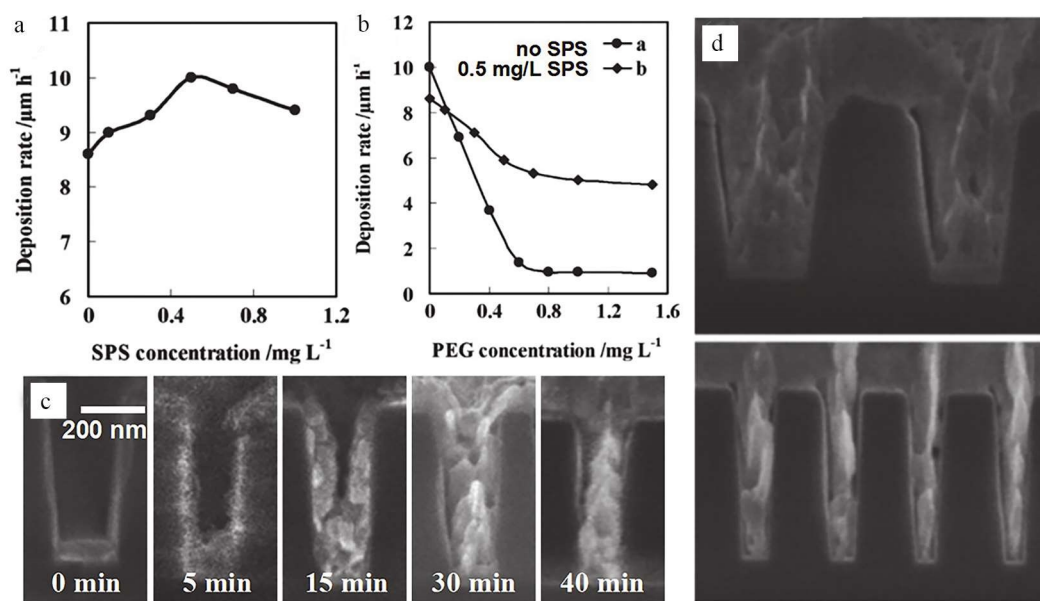 a
11
10
9
8
7
6
Deposition rate /μm h⁻¹
0 0.4 0.8 1.2
SPS concentration /mg L⁻¹
b
12
10
8
6
4
2
0
Deposition rate /μm h⁻¹
no SPS a
0.5 mg/L SPS b
0 0.4 0.8 1.2 1.6
PEG concentration /mg L⁻¹
c
200 nm
0 min 5 min 15 min 30 min 40 min
d